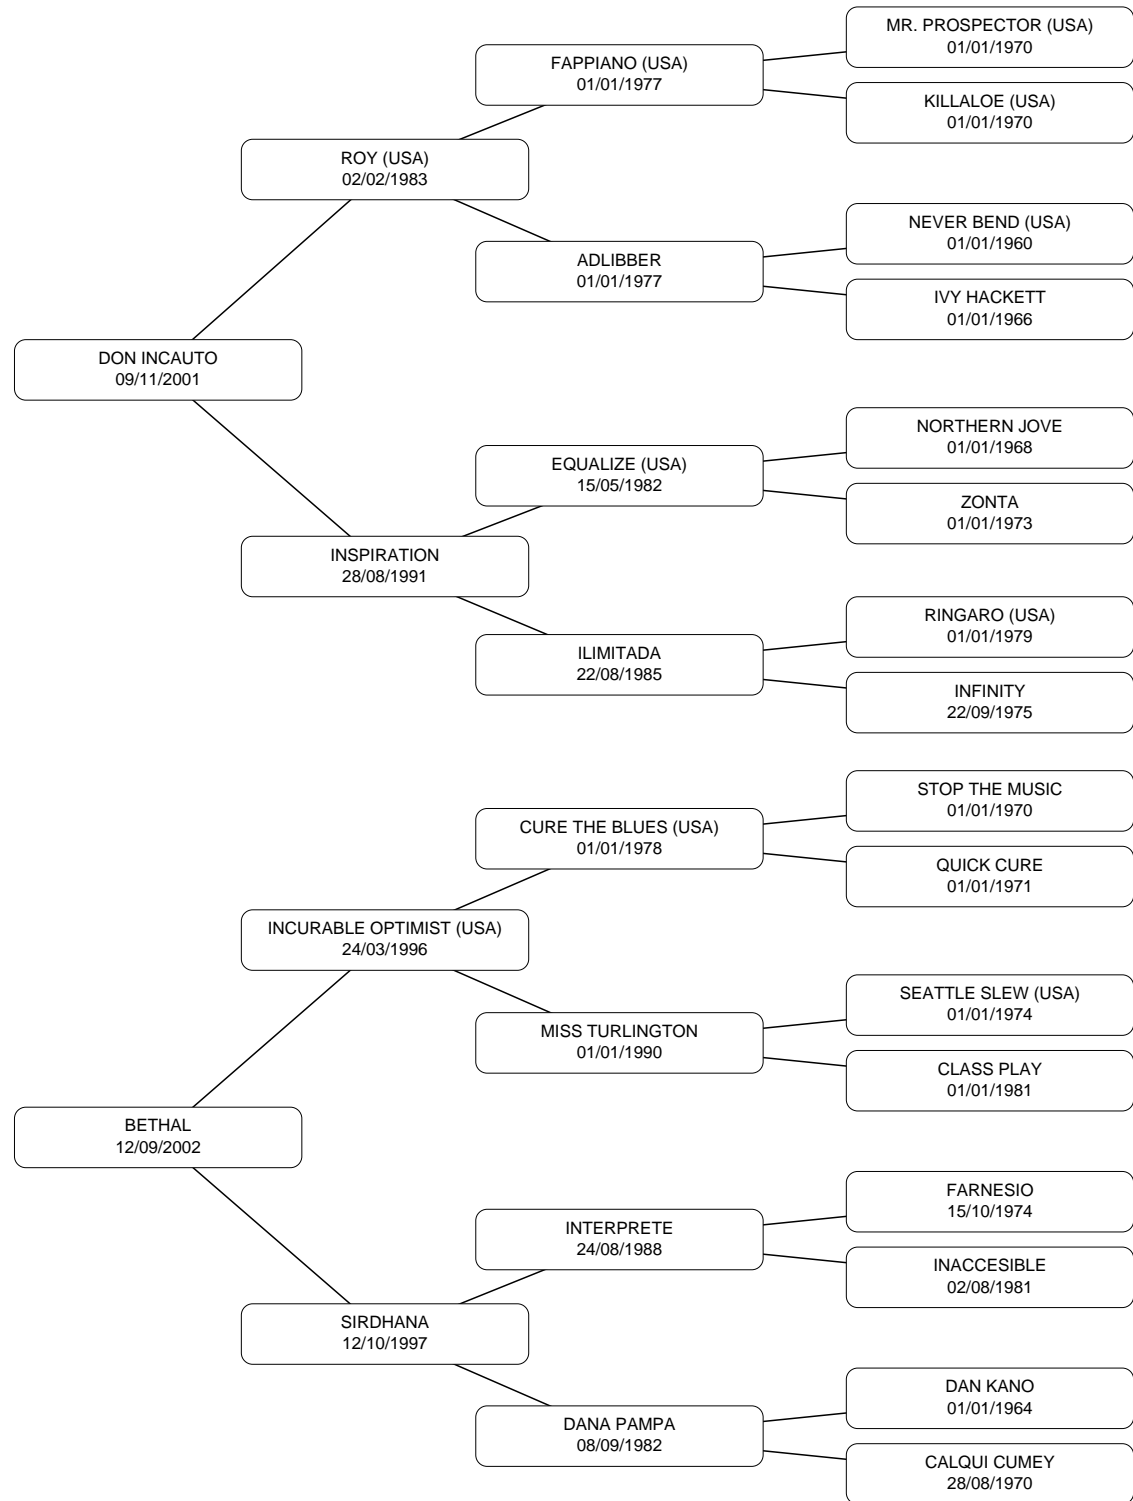 MR. PROSPECTOR (USA)
01/01/1970
FAPPIANO (USA)
01/01/1977
KILLALOE (USA)
01/01/1970
ROY (USA)
02/02/1983
NEVER BEND (USA)
01/01/1960
ADLIBBER
01/01/1977
IVY HACKETT
01/01/1966
DON INCAUTO
09/11/2001
NORTHERN JOVE
01/01/1968
EQUALIZE (USA)
15/05/1982
ZONTA
01/01/1973
INSPIRATION
28/08/1991
RINGARO (USA)
01/01/1979
ILIMITADA
22/08/1985
INFINITY
22/09/1975
STOP THE MUSIC
01/01/1970
CURE THE BLUES (USA)
01/01/1978
QUICK CURE
01/01/1971
INCURABLE OPTIMIST (USA)
24/03/1996
SEATTLE SLEW (USA)
01/01/1974
MISS TURLINGTON
01/01/1990
CLASS PLAY
01/01/1981
BETHAL
12/09/2002
FARNESIO
15/10/1974
INTERPRETE
24/08/1988
INACCESIBLE
02/08/1981
SIRDHANA
12/10/1997
DAN KANO
01/01/1964
DANA PAMPA
08/09/1982
CALQUI CUMEY
28/08/1970